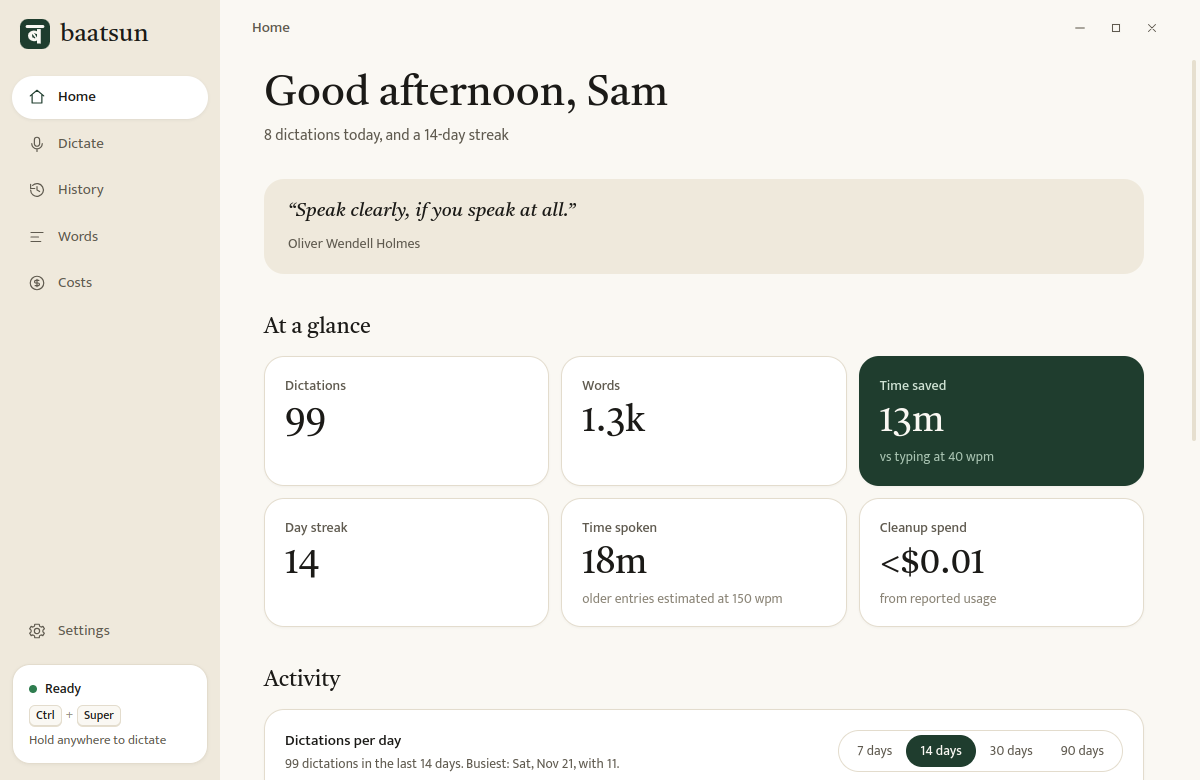 ब
baatsun
Home
Dictate
History
Words
Costs
Settings
Ready
Ctrl + Super
Hold anywhere to dictate
Home
Good afternoon, Sam
8 dictations today, and a 14-day streak
“Speak clearly, if you speak at all.”
Oliver Wendell Holmes
At a glance
Dictations
99
Words
1.3k
Time saved
13m
vs typing at 40 wpm
Day streak
14
Time spoken
18m
older entries estimated at 150 wpm
Cleanup spend
<$0.01
from reported usage
Activity
Dictations per day
99 dictations in the last 14 days. Busiest: Sat, Nov 21, with 11.
7 days 14 days 30 days 90 days